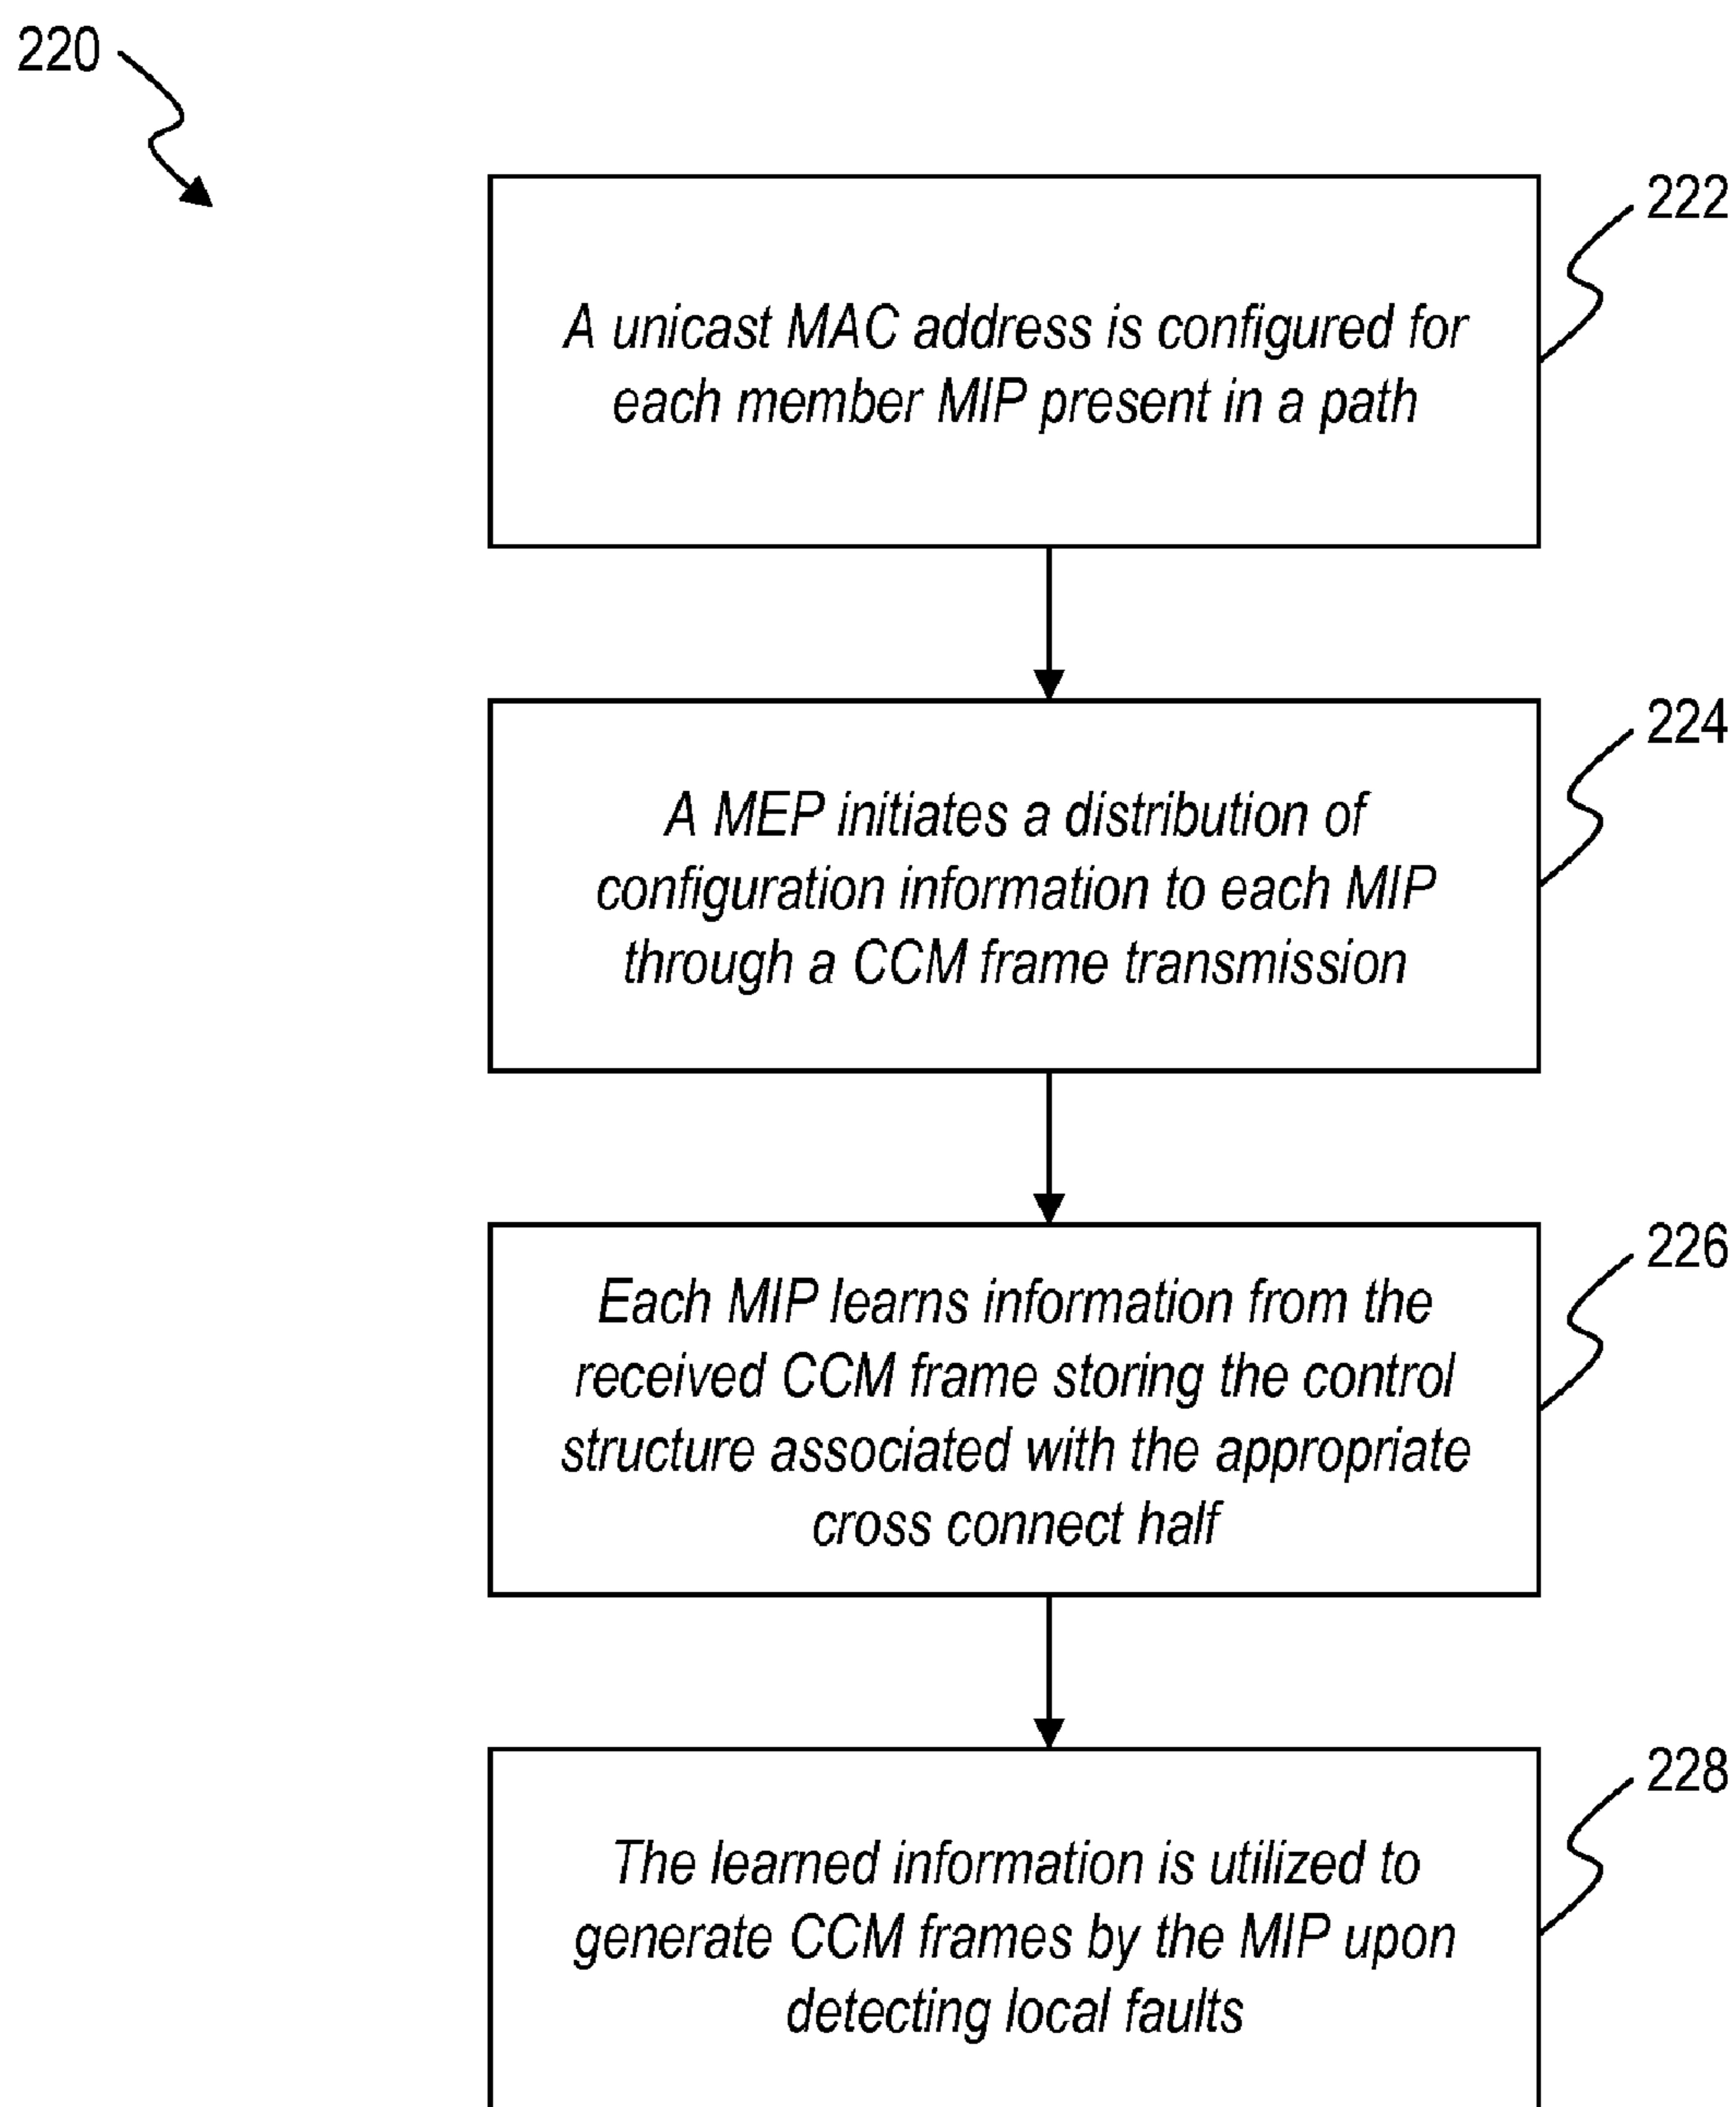 220
222
A unicast MAC address is configured for
each member MIP present in a path
224
A MEP initiates a distribution of
configuration information to each MIP
through a CCM frame transmission
226
Each MIP learns information from the
received CCM frame storing the control
structure associated with the appropriate
cross connect half
228
The learned information is utilized to
generate CCM frames by the MIP upon
detecting local faults